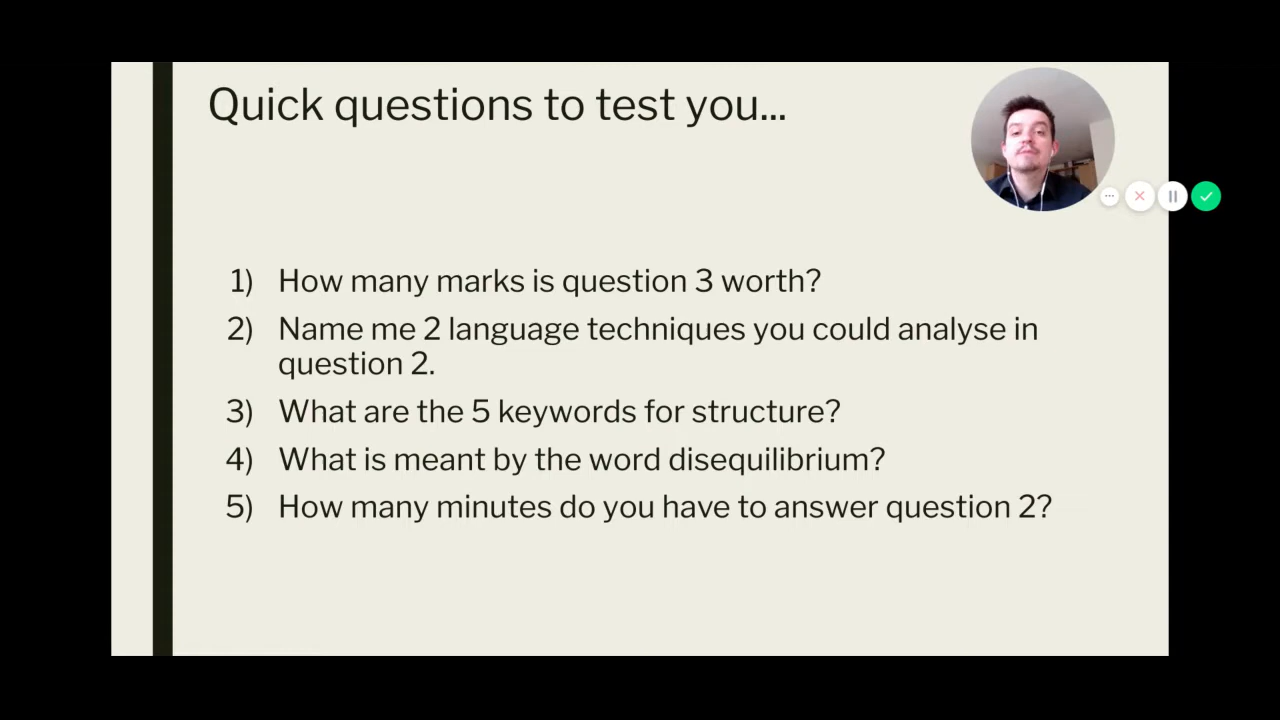 Quick questions to test you...
1) How many marks is question 3 worth?
2) Name me 2 language techniques you could analyse in
question 2.
3) What are the 5 keywords for structure?
4) What is meant by the word disequilibrium?
5) How many minutes do you have to answer question 2?